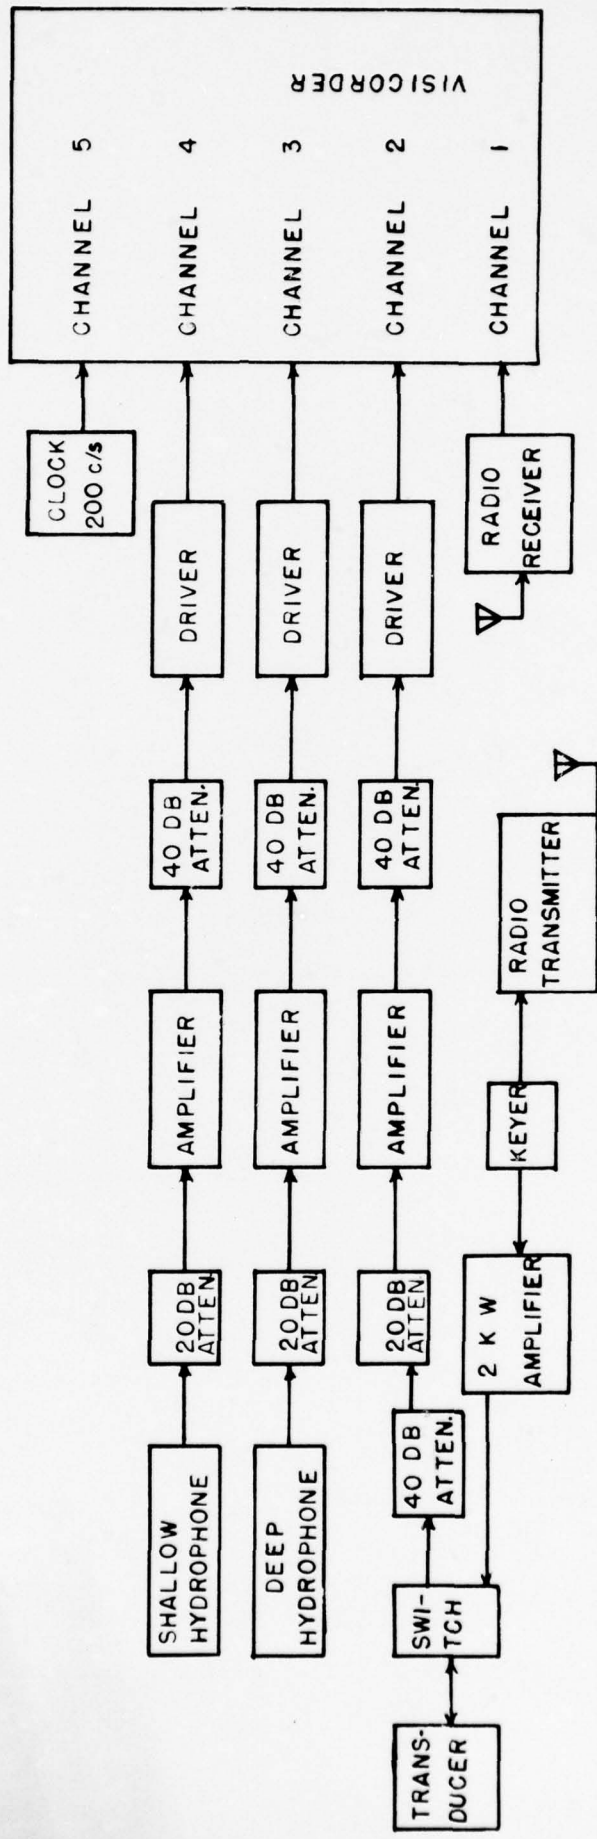 SHALLOW
HYDROPHONE
20 DB
ATTEN.
AMPLIFIER
40 DB
ATTEN.
DRIVER
CLOCK
200 c/s
CHANNEL 5
CHANNEL 4
DEEP
HYDROPHONE
20 DB
ATTEN.
AMPLIFIER
40 DB
ATTEN.
DRIVER
CHANNEL 3
TRANS-
DUCER
SWI-
TCH
40 DB
ATTEN.
20 DB
ATTEN.
AMPLIFIER
40 DB
ATTEN.
DRIVER
CHANNEL 2
2 KW
AMPLIFIER
KEYER
RADIO
TRANSMITTER
RADIO
RECEIVER
CHANNEL 1
VISICORDER